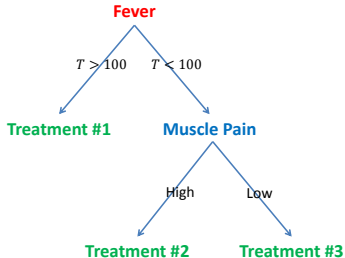 Fever
T > 100 T < 100
Treatment #1 Muscle Pain
High Low
Treatment #2 Treatment #3